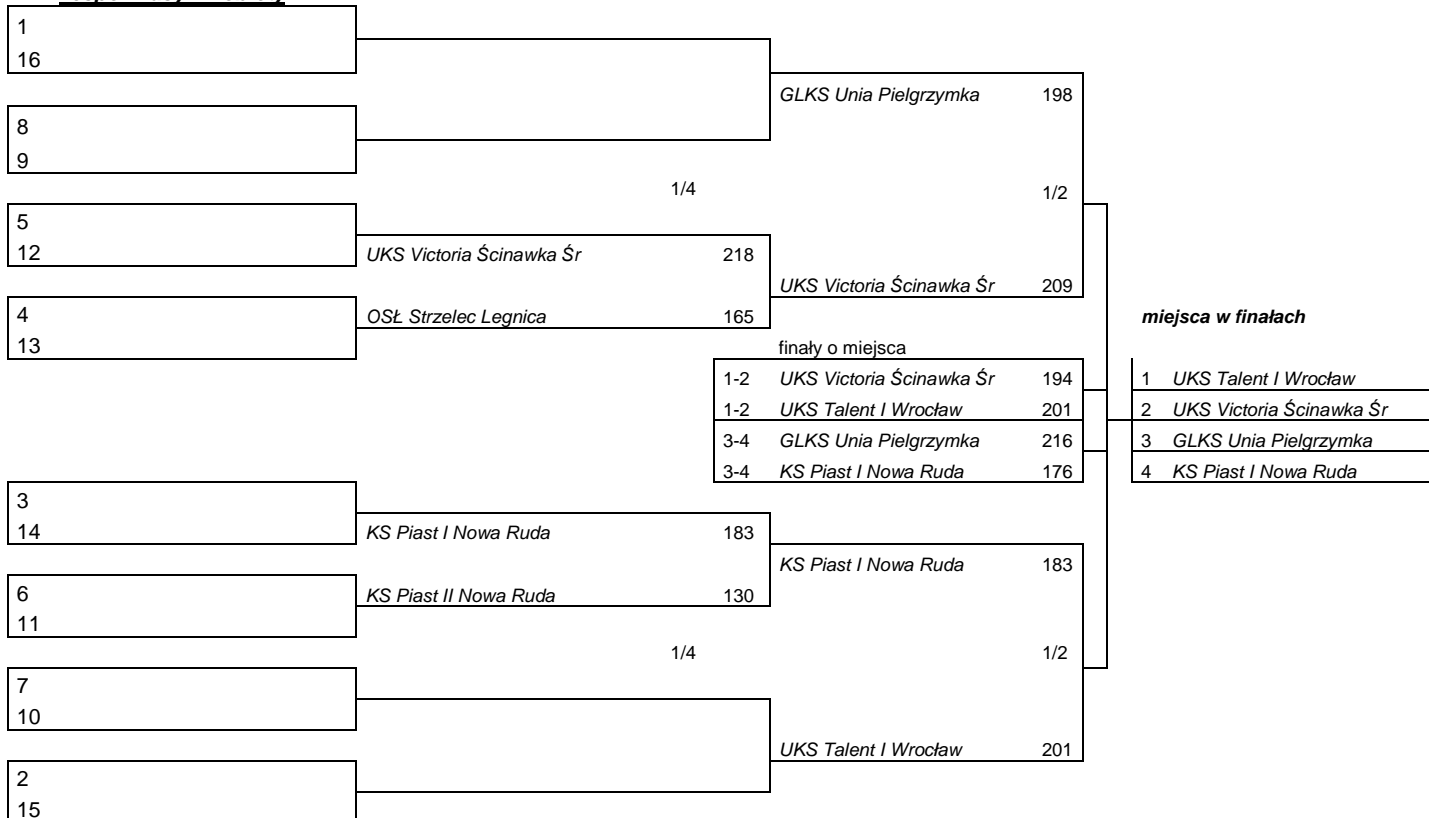 1
16
GLKS Unia Pielgrzymka 198
8
9
1/4 1/2
5
12 UKS Victoria Ścinawka Śr 218
UKS Victoria Ścinawka Śr 209
4 OSŁ Strzelec Legnica 165 miejsca w finałach
13
finały o miejsca
1-2 UKS Victoria Ścinawka Śr 194 1 UKS Talent I Wrocław
1-2 UKS Talent I Wrocław 201 2 UKS Victoria Ścinawka Śr
3-4 GLKS Unia Pielgrzymka 216 3 GLKS Unia Pielgrzymka
3-4 KS Piast I Nowa Ruda 176 4 KS Piast I Nowa Ruda
3
14 KS Piast I Nowa Ruda 183
KS Piast I Nowa Ruda 183
6 KS Piast II Nowa Ruda 130
11
1/4 1/2
7
10
UKS Talent I Wrocław 201
2
15